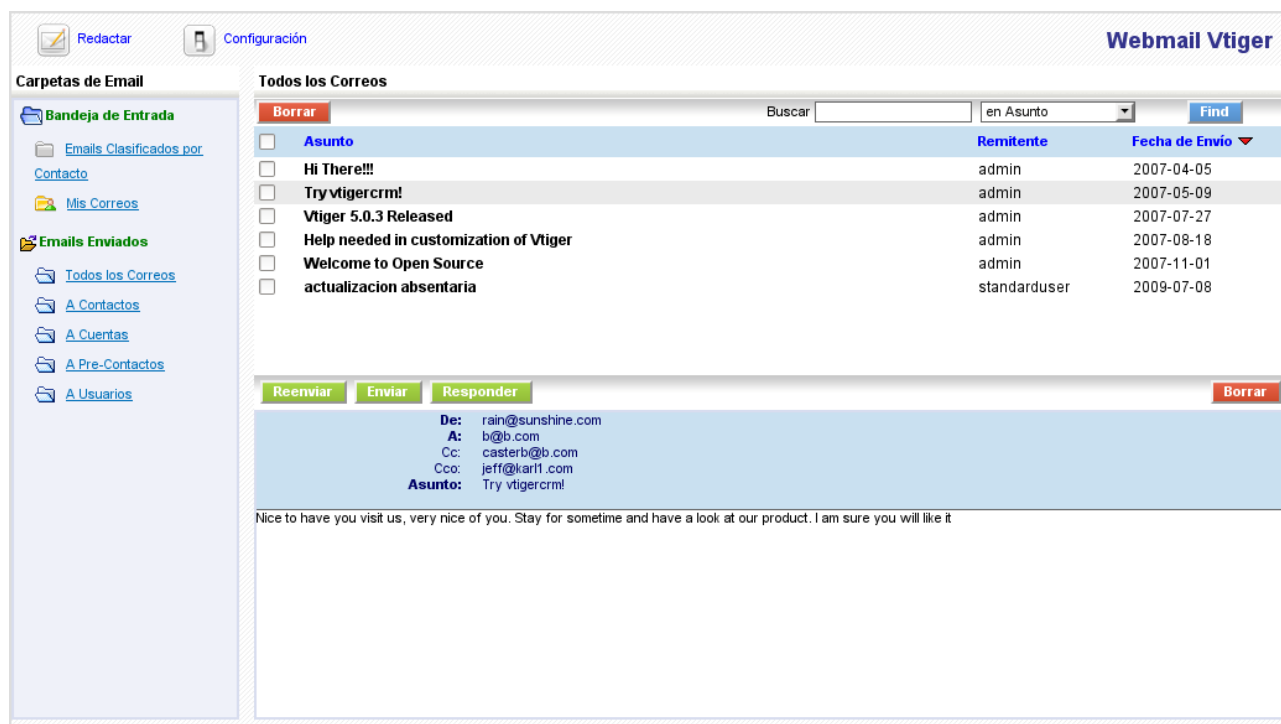 Redactar Configuración Webmail Vtiger
Carpetas de Email
Bandeja de Entrada
Emails Clasificados por
Contacto
Mis Correos
Emails Enviados
Todos los Correos
A Contactos
A Cuentas
A Pre-Contactos
A Usuarios
Todos los Correos
Borrar Buscar en Asunto Find
Asunto Remitente Fecha de Envío
Hi There!!! admin 2007-04-05
Try vtigercrm! admin 2007-05-09
Vtiger 5.0.3 Released admin 2007-07-27
Help needed in customization of Vtiger admin 2007-08-18
Welcome to Open Source admin 2007-11-01
actualizacion absentaria standarduser 2009-07-08
Reenviar Enviar Responder Borrar
De: rain@sunshine.com
A: b@b.com
Cc: casterb@b.com
Cco: jeff@karl1.com
Asunto: Try vtigercrm!
Nice to have you visit us, very nice of you. Stay for sometime and have a look at our product. I am sure you will like it